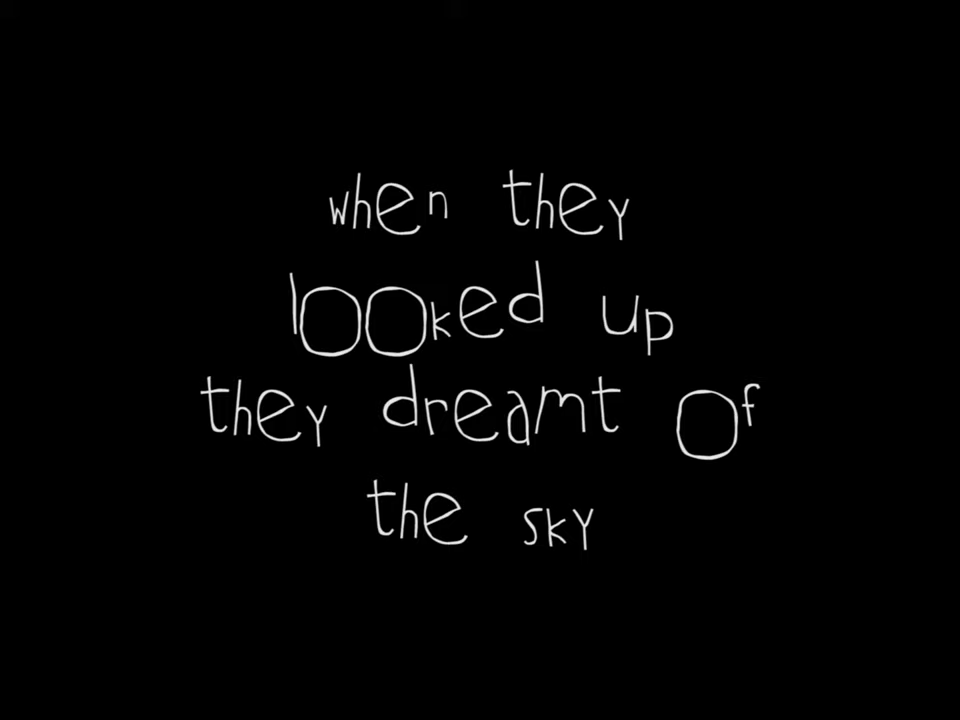 when they
looked up
they dreamt of
the sky